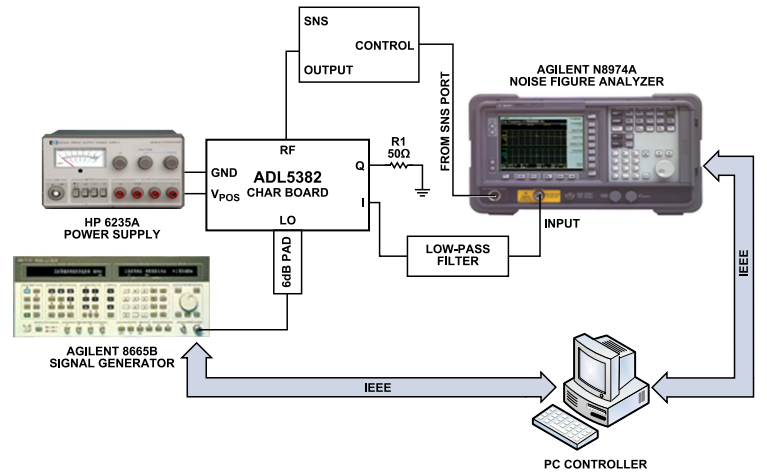 SNS
CONTROL
OUTPUT
AGILENT N8974A
NOISE FIGURE ANALYZER
FROM SNS PORT
RF
GND
ADL5382
CHAR BOARD
VPOS
Q
I
LO
R1
50Ω
HP 6235A
POWER SUPPLY
6dB PAD
LOW-PASS
FILTER
INPUT
IEEE
AGILENT 8665B
SIGNAL GENERATOR
IEEE
PC CONTROLLER